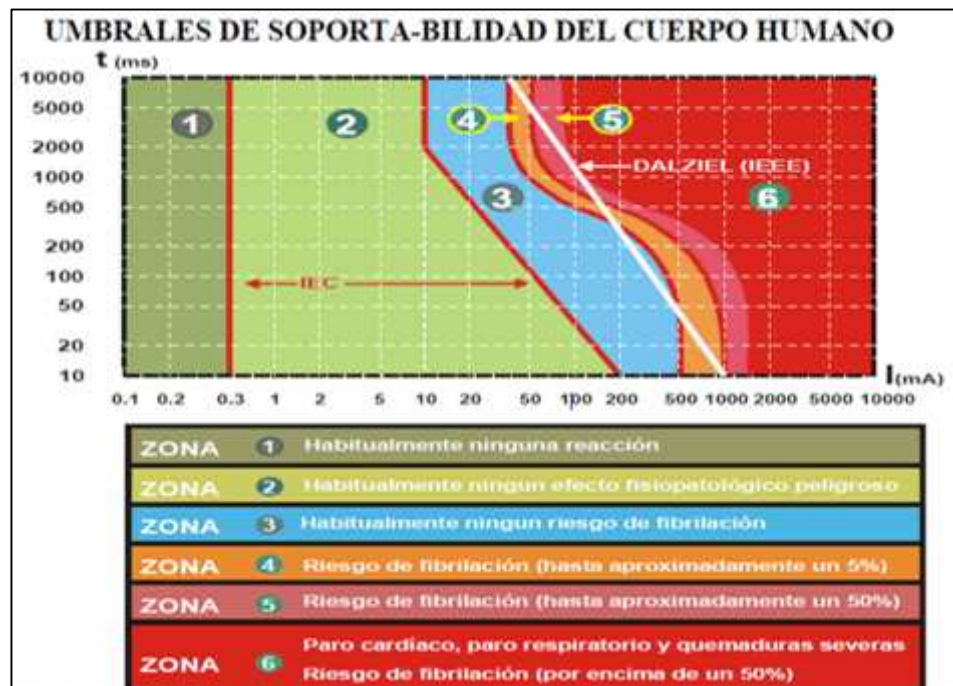 UMBRALES DE SOPORTA-BILIDAD DEL CUERPO HUMANO
t (ms)
10000
5000
2000
1000
500
200
100
50
20
10
1
2
3
4
5
6
DALZIEL (IEEE)
IEC
I(mA)
0.1 0.2 0.3 1 2 5 10 20 50 100 200 500 1000 2000 5000 10000
ZONA 1 Habitualmente ninguna reacción
ZONA 2 Habitualmente ningun efecto fisiopatológico peligroso
ZONA 3 Habitualmente ningun riesgo de fibrilación
ZONA 4 Riesgo de fibrilación (hasta aproximadamente un 5%)
ZONA 5 Riesgo de fibrilación (hasta aproximadamente un 50%)
ZONA 6 Paro cardíaco, paro respiratorio y quemaduras severas
Riesgo de fibrilación (por encima de un 50%)